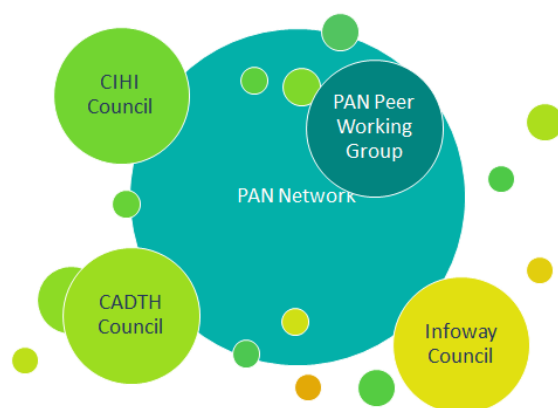 CIHI
Council
PAN Peer
Working
Group
PAN Network
CADTH
Council
Infoway
Council